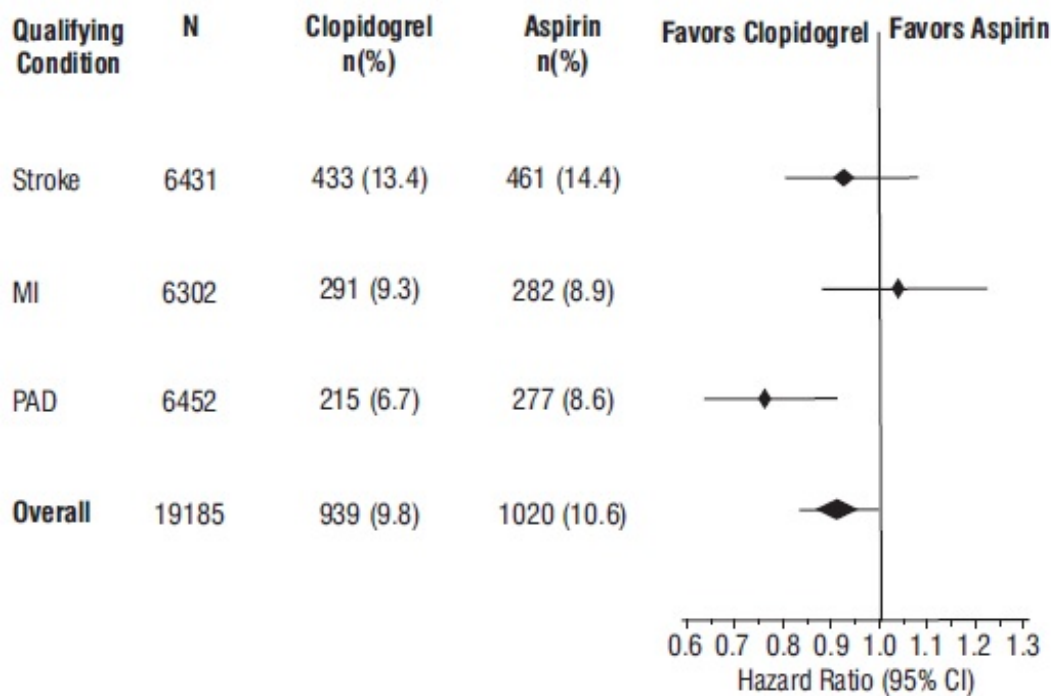 Qualifying Condition N Clopidogrel n(%) Aspirin n(%) Favors Clopidogrel Favors Aspirin
Stroke 6431 433 (13.4) 461 (14.4)
MI 6302 291 (9.3) 282 (8.9)
PAD 6452 215 (6.7) 277 (8.6)
Overall 19185 939 (9.8) 1020 (10.6)
0.6 0.7 0.8 0.9 1.0 1.1 1.2 1.3
Hazard Ratio (95% CI)